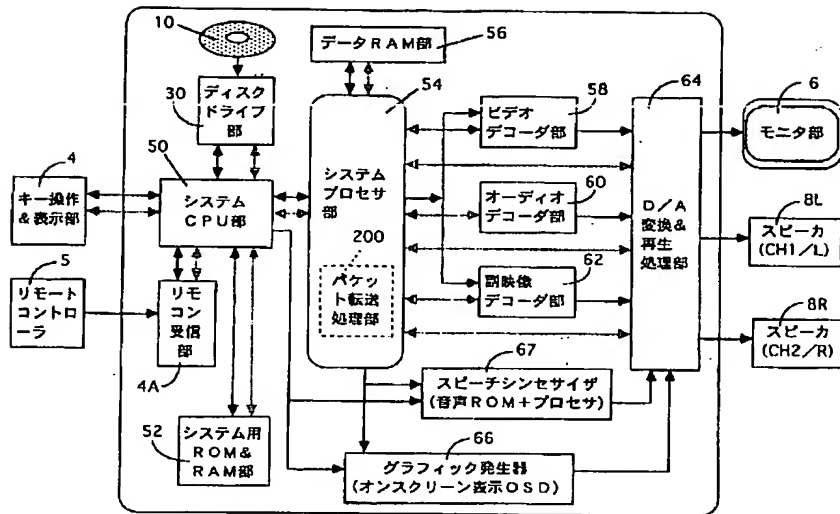 10
データRAM部
56
30
ディスク
ドライブ
部
54
58
ビデオ
デコーダ部
64
6
モニタ部
4
キー操作
&表示部
50
システム
CPU部
システム
プロセサ
部
オーディオ
デコーダ部
60
D/A
変換&
再生
処理部
8L
スピーカ
(CH1/L)
5
リモート
コントロ
ーラ
リモ
コン
受信
部
4A
200
パケッ
ト転送
処理部
副映像
デコーダ部
62
8R
スピーカ
(CH2/R)
67
スピーチシンセサイザ
(音声ROM+プロセサ)
52
システム用
ROM&
RAM部
66
グラフィック発生器
(オンスクリーン表示OSD)